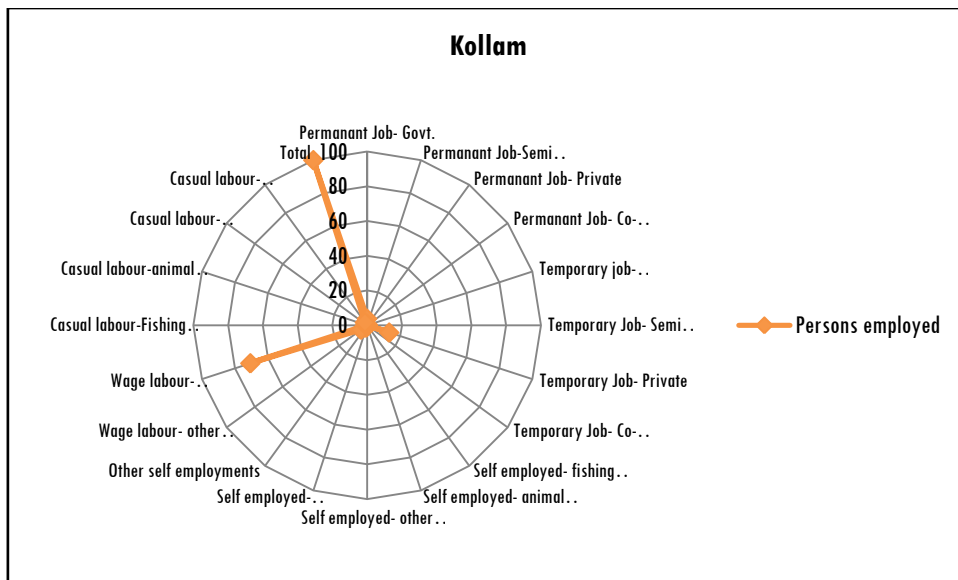 Kollam
Permanant Job- Govt.
Total 100
Permanant Job-Semi ..
Casual labour-..
80
Permanant Job- Private
Casual labour-..
60
Permanant Job- Co-..
Casual labour-animal..
40
Temporary job-..
20
Casual labour-Fishing..
0
Temporary Job- Semi..
Persons employed
Wage labour-..
Temporary Job- Private
Wage labour- other..
Temporary Job- Co-..
Other self employments
Self employed- fishing..
Self employed-..
Self employed- animal..
Self employed- other..